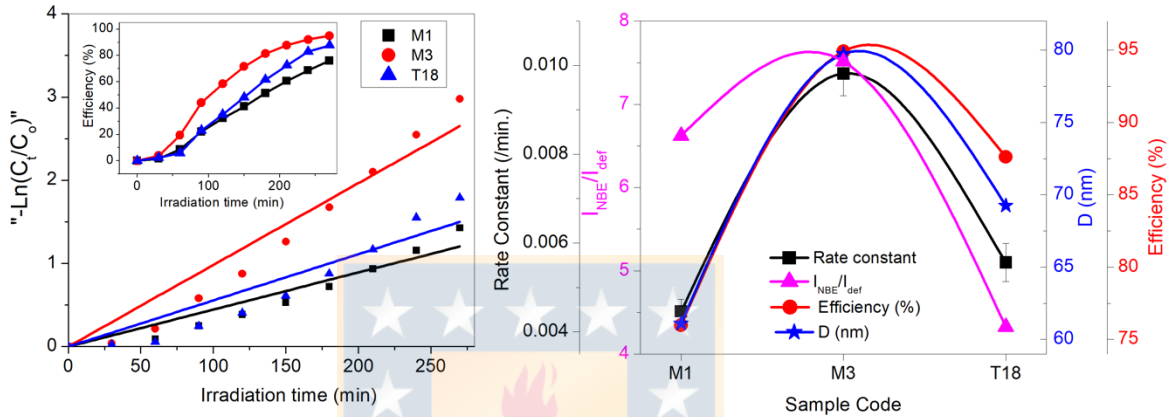 "-Ln(Ct/Co)"
4
3
2
1
0
0
50
100
150
200
250
Irradiation time (min)
Efficiency (%)
100
80
60
40
20
0
0
100
200
Irradiation time (min)
M1
M3
T18
Rate Constant (/min.)
0.010
0.008
0.006
0.004
INBE/Idef
8
7
6
5
4
Rate constant
INBE/Idef
Efficiency (%)
D (nm)
M1
M3
T18
Sample Code
80
75
70
65
60
D (nm)
95
90
85
80
75
Efficiency (%)